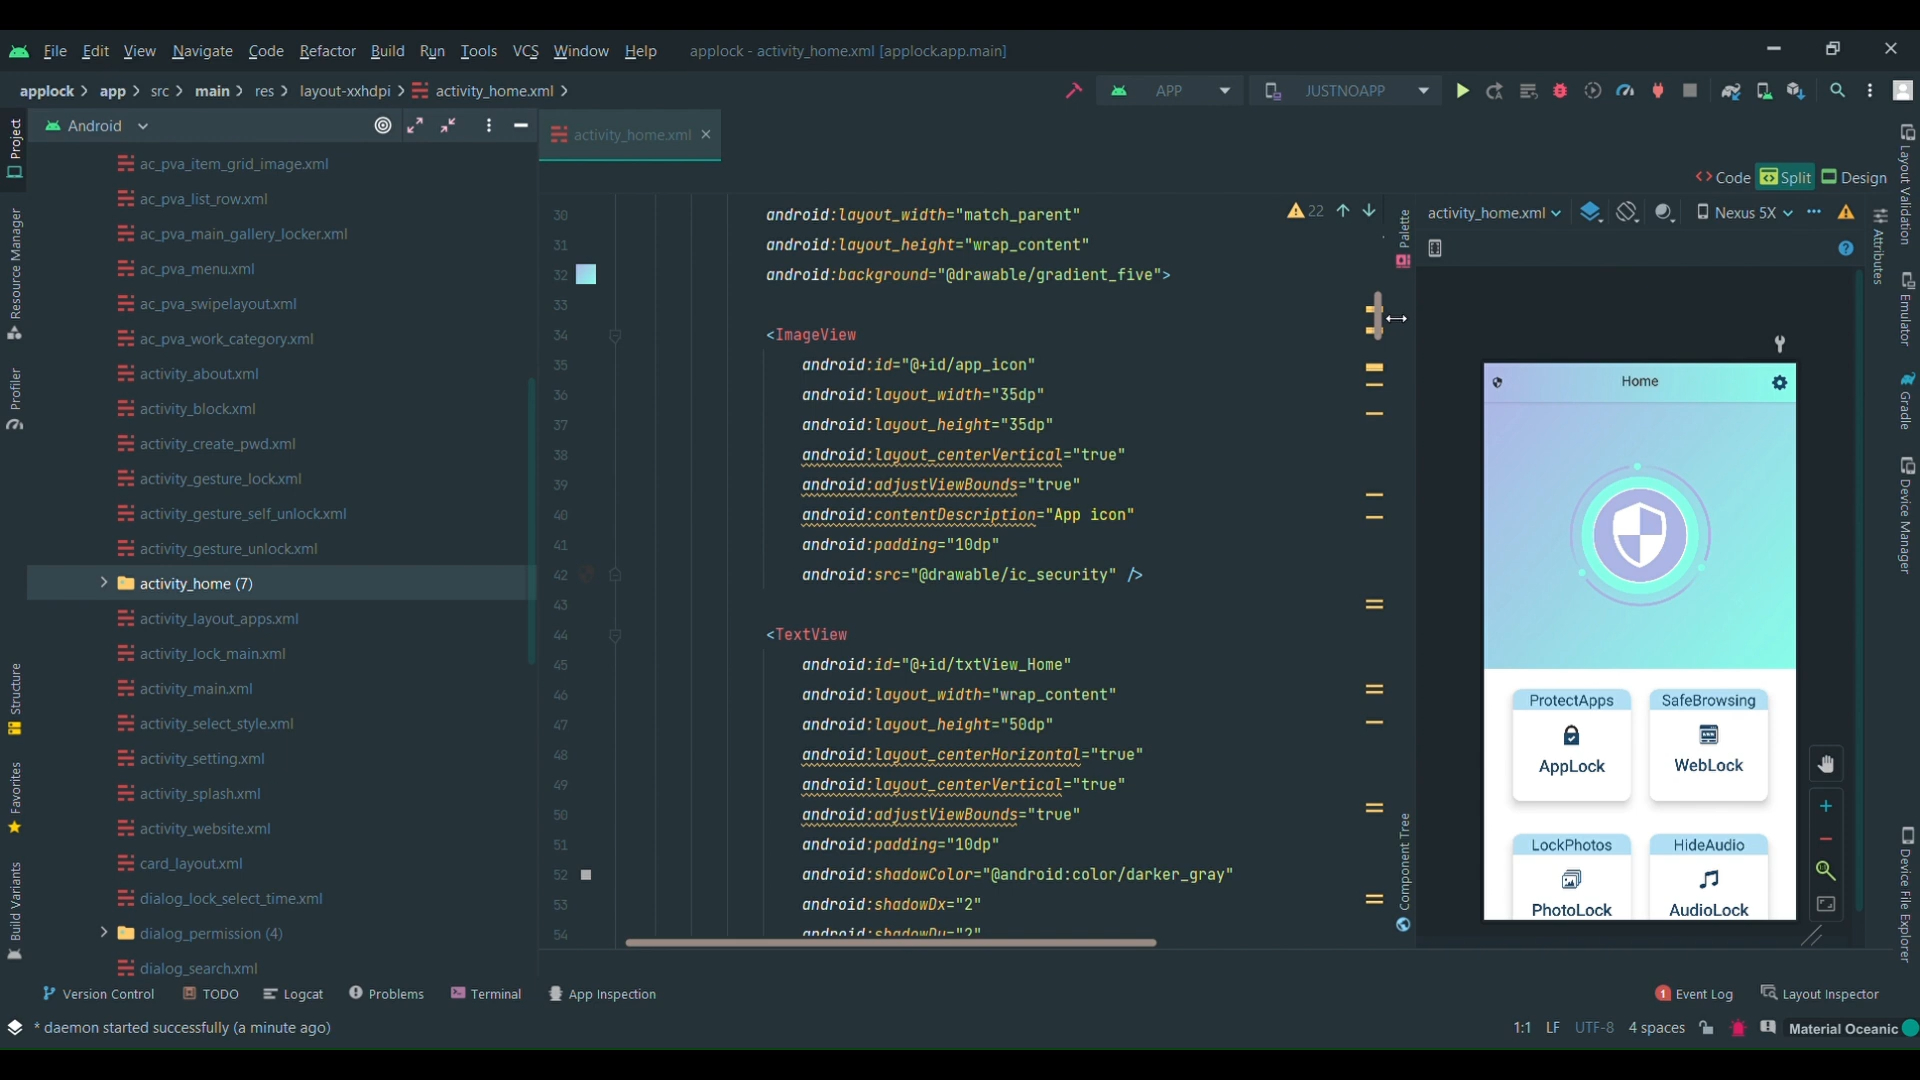 File Edit View Navigate Code Refactor Build Run Tools VCS Window Help applock - activity_home.xml [applock.app.main]
applock app src main res layout-xxhdpi activity_home.xml APP JUSTNOAPP
Android
activity_home.xml
Code Split Design
Project
Resource Manager
Profiler
Structure
Favorites
Build Variants
ac_pva_item_grid_image.xml
ac_pva_list_row.xml
ac_pva_main_gallery_locker.xml
ac_pva_menu.xml
ac_pva_swipelayout.xml
ac_pva_work_category.xml
activity_about.xml
activity_block.xml
activity_create_pwd.xml
activity_gesture_lock.xml
activity_gesture_self_unlock.xml
activity_gesture_unlock.xml
activity_home (7)
activity_layout_apps.xml
activity_lock_main.xml
activity_main.xml
activity_select_style.xml
activity_setting.xml
activity_splash.xml
activity_website.xml
card_layout.xml
dialog_lock_select_time.xml
dialog_permission (4)
dialog_search.xml
30 android:layout_width="match_parent"
31 android:layout_height="wrap_content"
32 android:background="@drawable/gradient_five">
33
34 <ImageView
35 android:id="@+id/app_icon"
36 android:layout_width="35dp"
37 android:layout_height="35dp"
38 android:layout_centerVertical="true"
39 android:adjustViewBounds="true"
40 android:contentDescription="App icon"
41 android:padding="10dp"
42 android:src="@drawable/ic_security" />
43
44 <TextView
45 android:id="@+id/txtView_Home"
46 android:layout_width="wrap_content"
47 android:layout_height="50dp"
48 android:layout_centerHorizontal="true"
49 android:layout_centerVertical="true"
50 android:adjustViewBounds="true"
51 android:padding="10dp"
52 android:shadowColor="@android:color/darker_gray"
53 android:shadowDx="2"
54 android:shadowDy="2"
22
Palette
Component Tree
activity_home.xml Nexus 5X
Home
ProtectApps SafeBrowsing
AppLock WebLock
LockPhotos HideAudio
PhotoLock AudioLock
1:1
Attributes
Layout Validation
Emulator
Gradle
Device Manager
Device File Explorer
Version Control TODO Logcat Problems Terminal App Inspection 1 Event Log Layout Inspector
* daemon started successfully (a minute ago) 1:1 LF UTF-8 4 spaces Material Oceanic